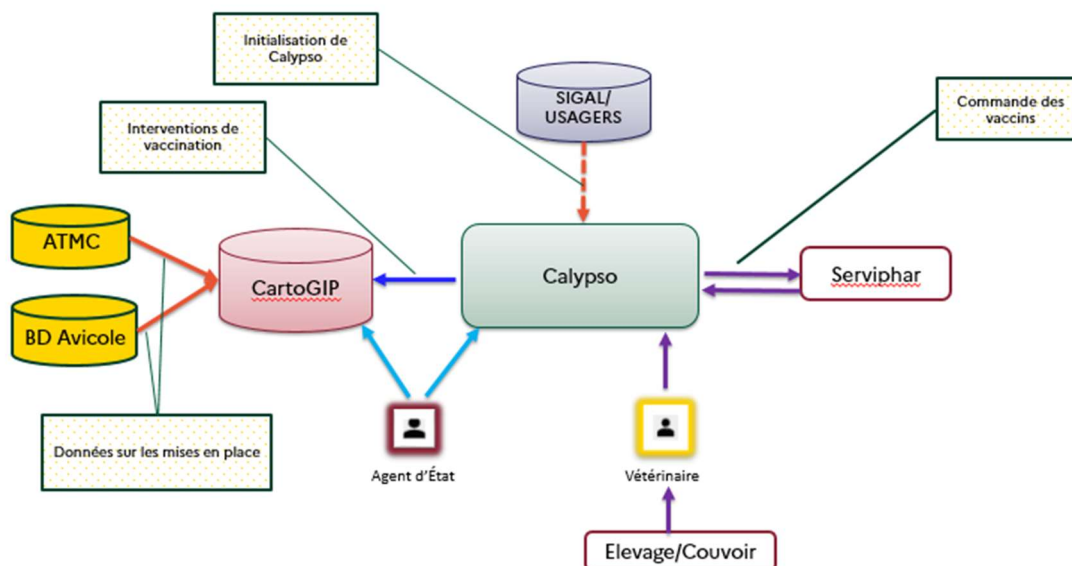 Initialisation de
Calypso
SIGAL/
USAGERS
Commande des
vaccins
Interventions de
vaccination
ATMC
CartoGIP
Calypso
Serviphar
BD Avicole
Données sur les mises en place
Agent d'État
Vétérinaire
Elevage/Couvoir